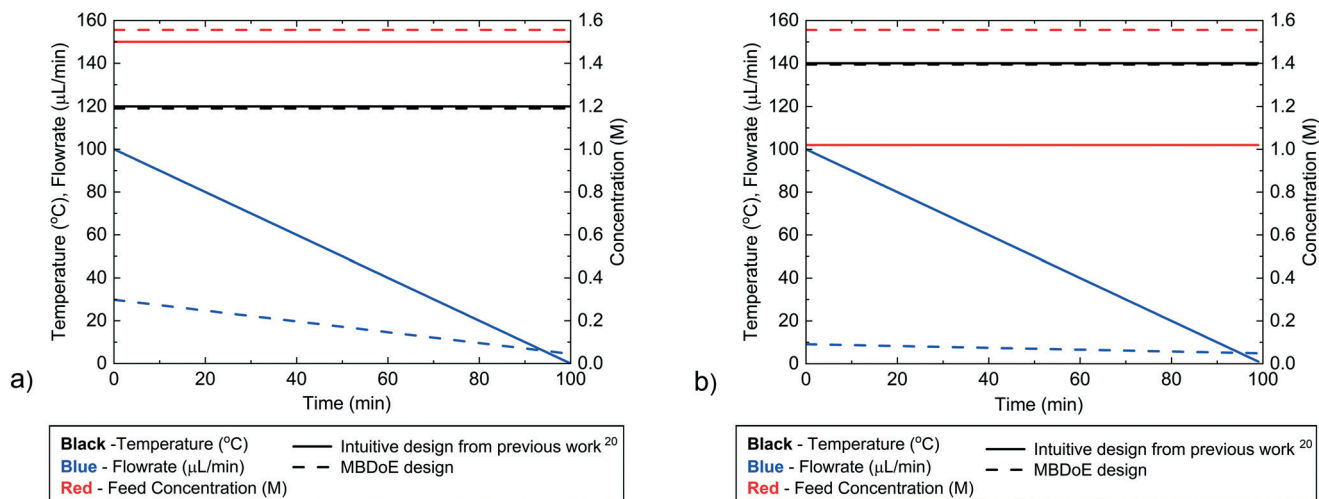 160
140
120
100
80
60
40
20
0
Temperature (°C), Flowrate (μL/min)
1.6
1.4
1.2
1.0
0.8
0.6
0.4
0.2
0.0
Concentration (M)
0 20 40 60 80 100
Time (min)
a)
Black -Temperature (°C)
Blue - Flowrate (μL/min)
Red - Feed Concentration (M)
Intuitive design from previous work 20
MBDoE design
160
140
120
100
80
60
40
20
0
Temperature (°C), Flowrate (μL/min)
1.6
1.4
1.2
1.0
0.8
0.6
0.4
0.2
0.0
Concentration (M)
0 20 40 60 80 100
Time (min)
b)
Black - Temperature (°C)
Blue - Flowrate (μL/min)
Red - Feed Concentration (M)
Intuitive design from previous work 20
MBDoE design